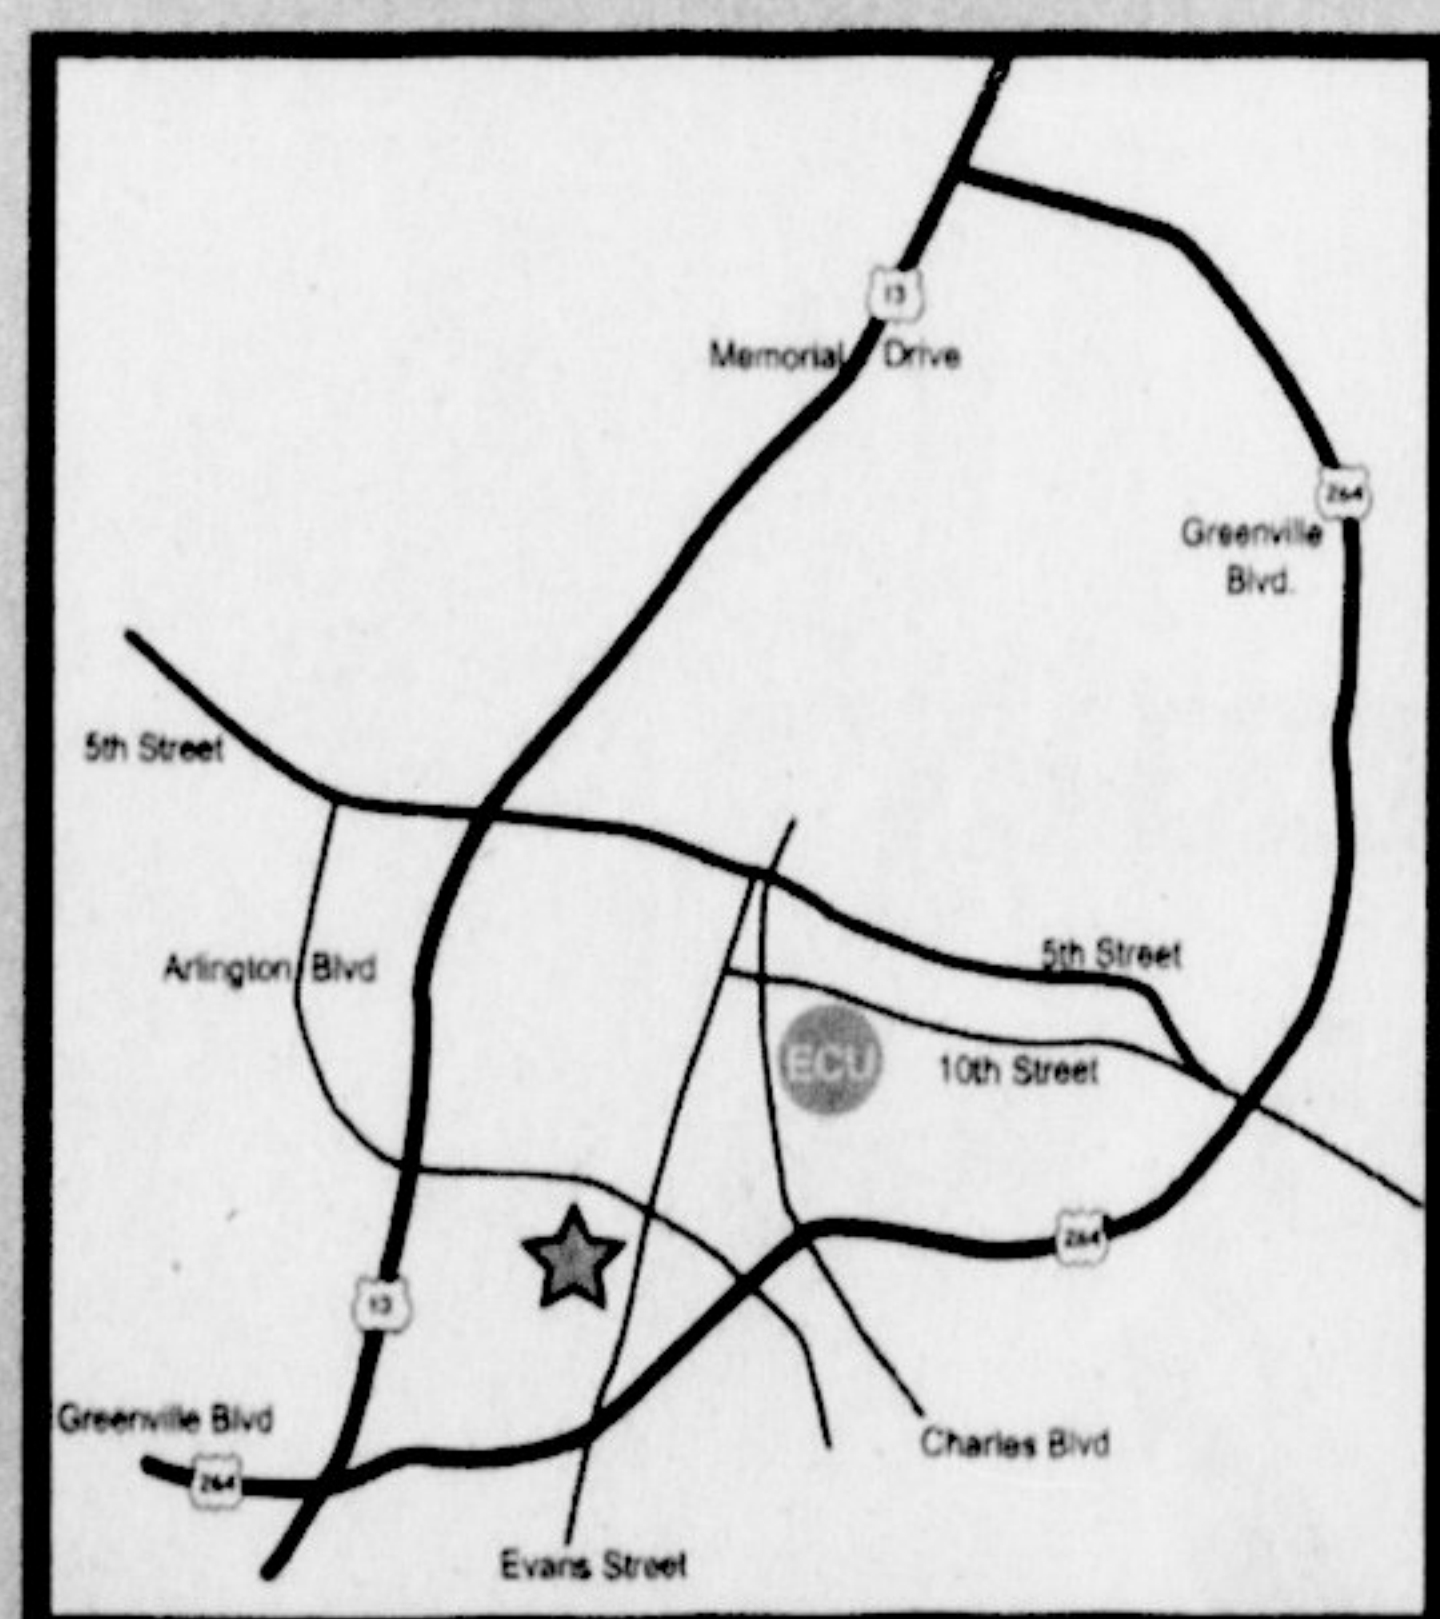 13
Memorial Drive
264
Greenville
Blvd.
5th Street
Arlington Blvd
5th Street
ECU
10th Street
264
13
Greenville Blvd
264
Charles Blvd
Evans Street